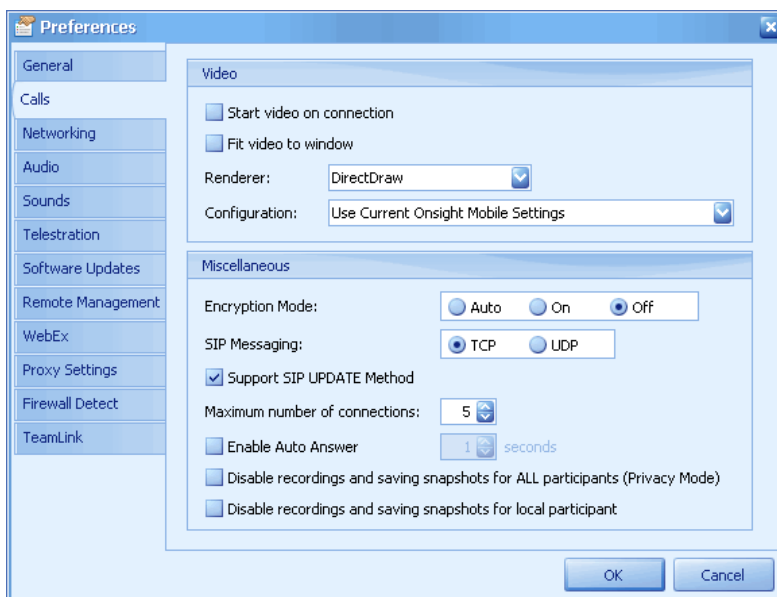 Preferences
General
Calls
Networking
Audio
Sounds
Telestration
Software Updates
Remote Management
WebEx
Proxy Settings
Firewall Detect
TeamLink
Video
Start video on connection
Fit video to window
Renderer: DirectDraw
Configuration: Use Current Onsight Mobile Settings
Miscellaneous
Encryption Mode: Auto On Off
SIP Messaging: TCP UDP
Support SIP UPDATE Method
Maximum number of connections: 5
Enable Auto Answer 1 seconds
Disable recordings and saving snapshots for ALL participants (Privacy Mode)
Disable recordings and saving snapshots for local participant
OK Cancel